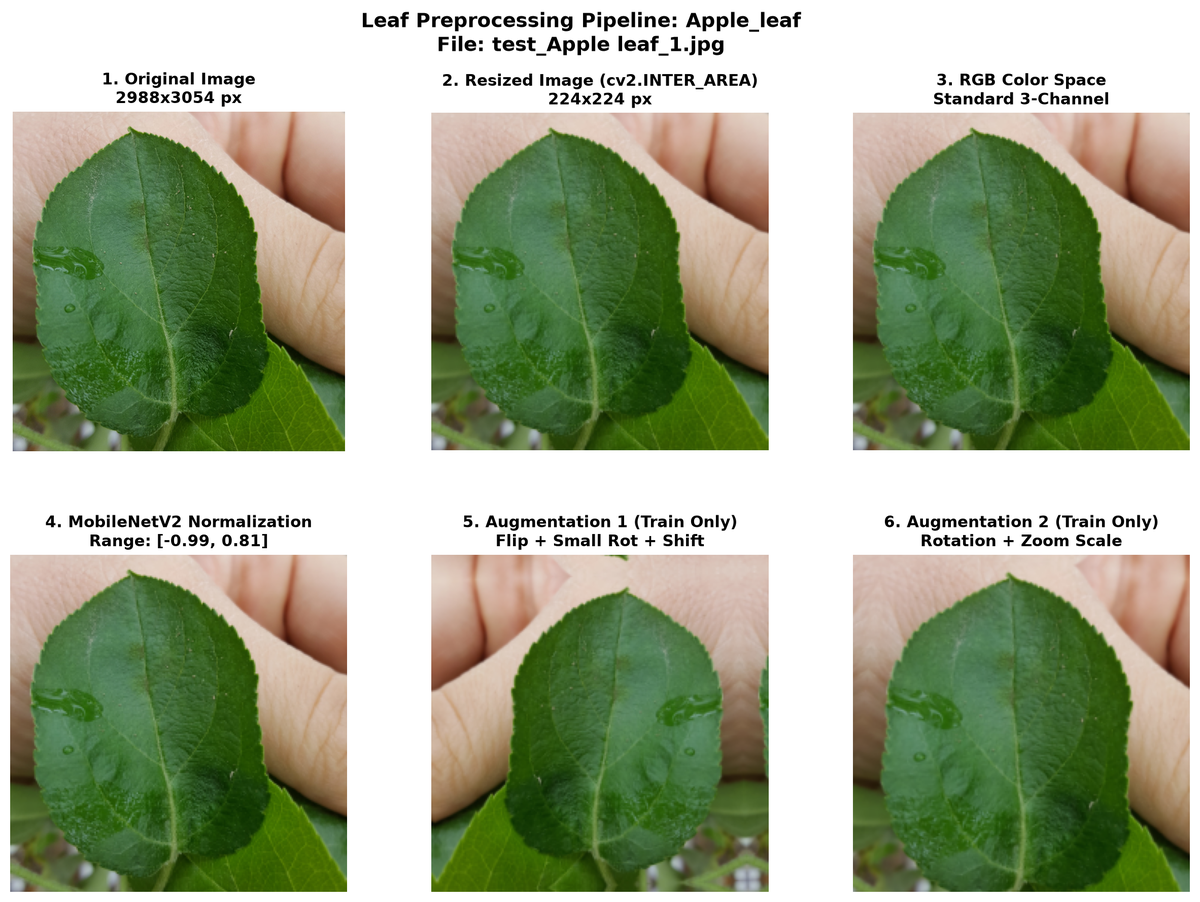 Leaf Preprocessing Pipeline: Apple_leaf
File: test_Apple leaf_1.jpg
1. Original Image
2988x3054 px
2. Resized Image (cv2.INTER_AREA)
224x224 px
3. RGB Color Space
Standard 3-Channel
4. MobileNetV2 Normalization
Range: [-0.99, 0.81]
5. Augmentation 1 (Train Only)
Flip + Small Rot + Shift
6. Augmentation 2 (Train Only)
Rotation + Zoom Scale